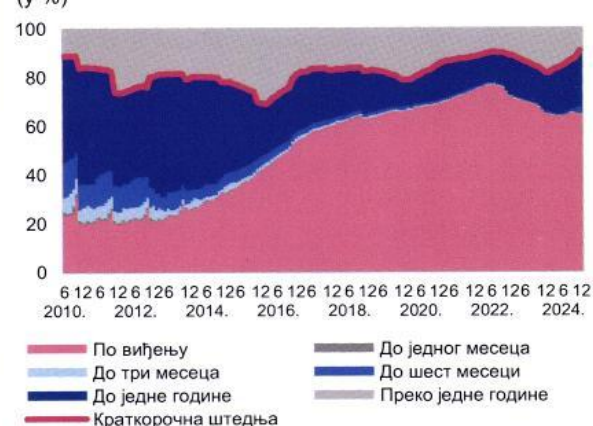 (у %)
100
80
60
40
20
0
6 12 6 12 6 12 6 12 6 12 6 12 6 12 6 12 6 12 6 12 6 12 6 12 6 12 6 12 6 12
2010. 2012. 2014. 2016. 2018. 2020. 2022. 2024.
По виђењу
До једног месеца
До три месеца
До шест месеци
До једне године
Преко једне године
Краткорочна штедња